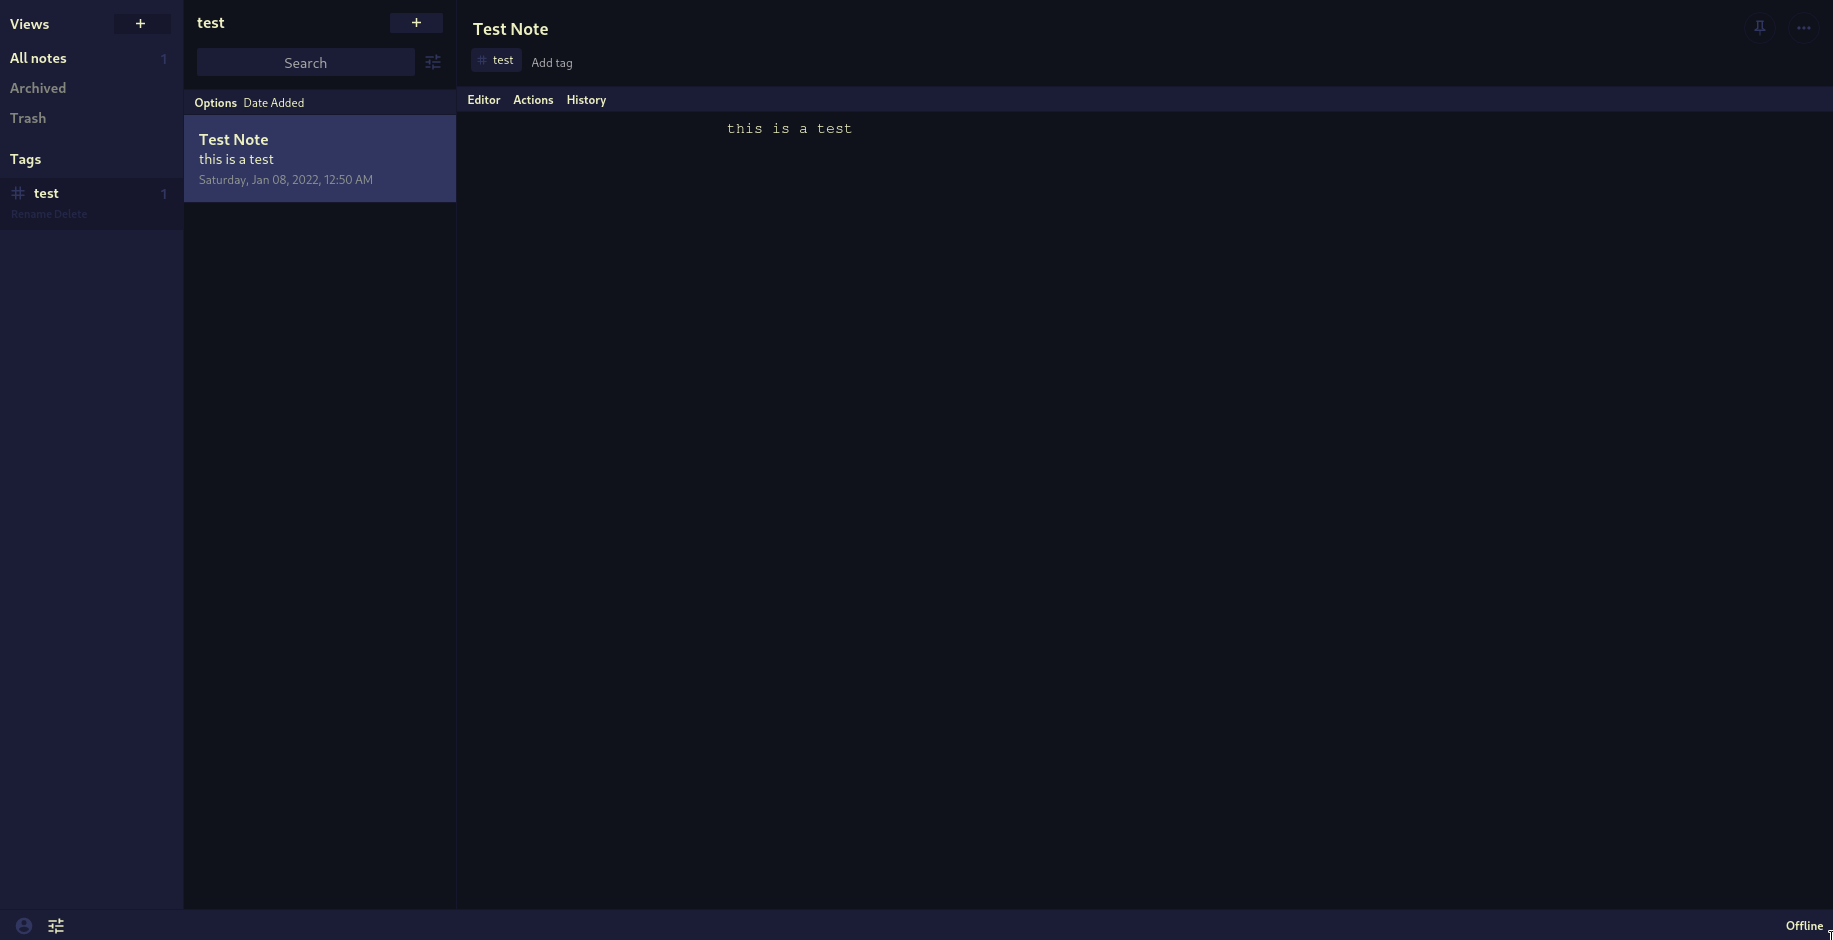 Views +
All notes 1
Archived
Trash
Tags
# test 1
Rename Delete
test +
Search
Options Date Added
Test Note
this is a test
Saturday, Jan 08, 2022, 12:50 AM
Test Note
# test Add tag
Editor Actions History
this is a test
Offline